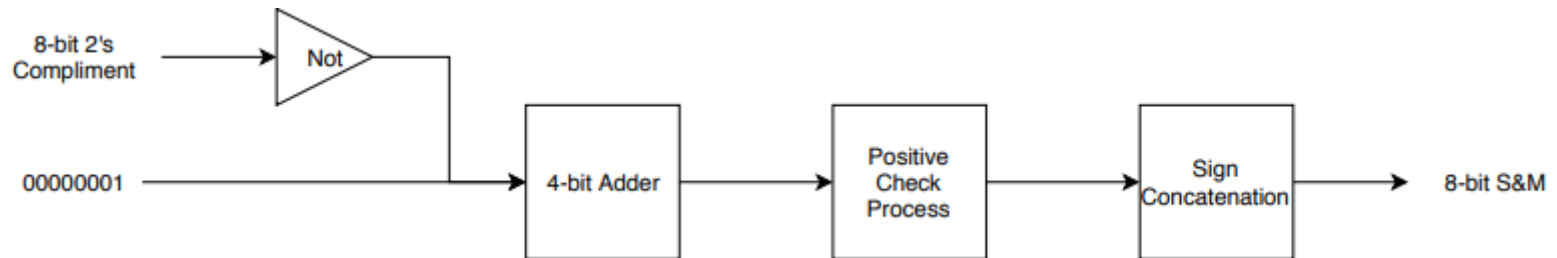 8-bit 2's
Compliment
Not
00000001
4-bit Adder
Positive
Check
Process
Sign
Concatenation
8-bit S&M